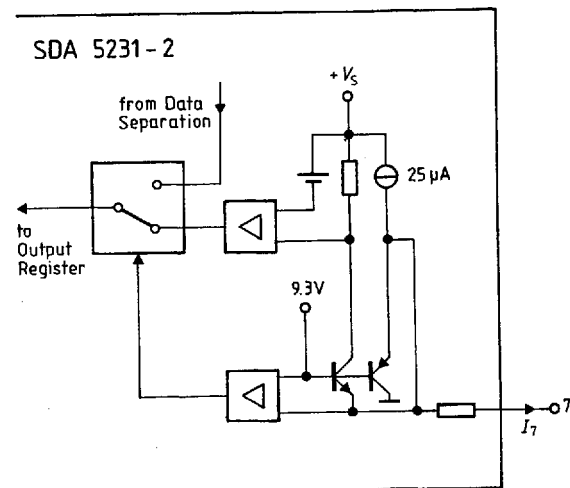 SDA 5231-2
+VS
from Data
Separation
25 µA
to
Output
Register
9.3V
7
I7